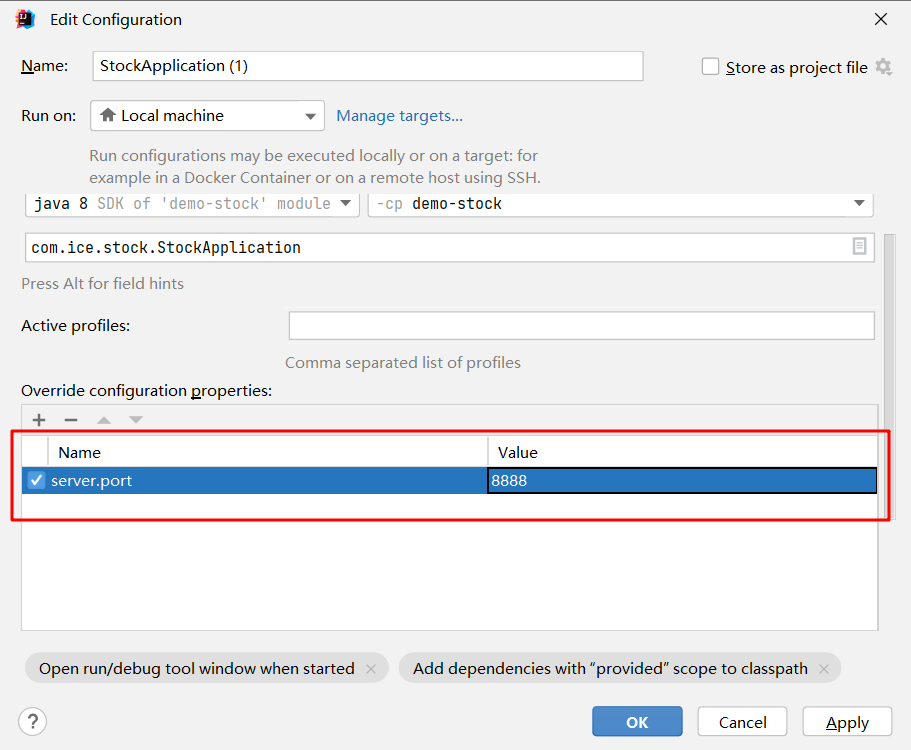 Edit Configuration
Name: StockApplication (1) Store as project file
Run on: Local machine Manage targets...
Run configurations may be executed locally or on a target: for
example in a Docker Container or on a remote host using SSH.
java 8 SDK of 'demo-stock' module -cp demo-stock
com.ice.stock.StockApplication
Press Alt for field hints
Active profiles:
Comma separated list of profiles
Override configuration properties:
Name Value
server.port 8888
Open run/debug tool window when started × Add dependencies with “provided” scope to classpath ×
? OK Cancel Apply